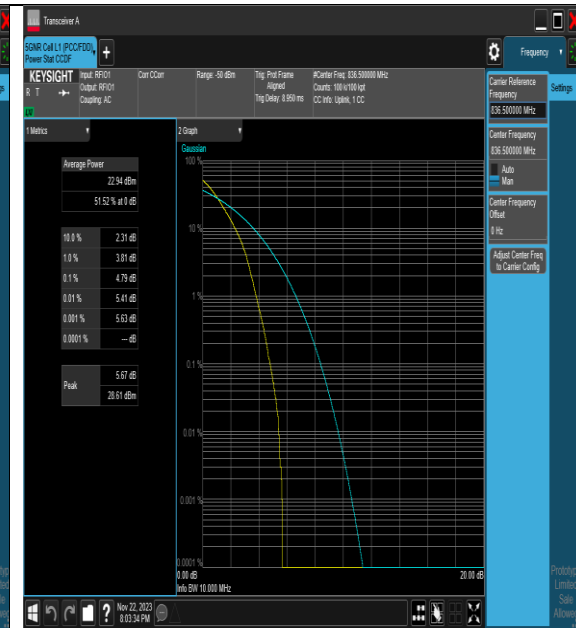 Transceiver A
5GNR Cell L1 (PCC/FDD),
Power Stat CCDF
+
Frequency
KEYSIGHT
R T
Input: RFIO1
Output: RFIO1
Coupling: AC
Corr CCorr
Range: -50 dBm
Trig: Prot Frame
Aligned
Trig Delay: 8.950 ms
#Center Freq: 836.500000 MHz
Counts: 100 k/100 kpt
CC Info: Uplink, 1 CC
1 Metrics
Average Power
22.94 dBm
51.52 % at 0 dB
10.0 % 2.31 dB
1.0 % 3.81 dB
0.1 % 4.79 dB
0.01 % 5.41 dB
0.001 % 5.63 dB
0.0001 % --- dB
Peak 5.67 dB
28.61 dBm
2 Graph
Gaussian
100 %
10 %
1 %
0.1 %
0.01 %
0.001 %
0.0001 %
0.00 dB
20.00 dB
Info BW 10.000 MHz
Carrier Reference
Frequency
836.500000 MHz
Center Frequency
836.500000 MHz
Auto
Man
Center Frequency
Offset
0 Hz
Adjust Center Freq
to Carrier Config
Settings
Nov 22, 2023
8:03:34 PM
?